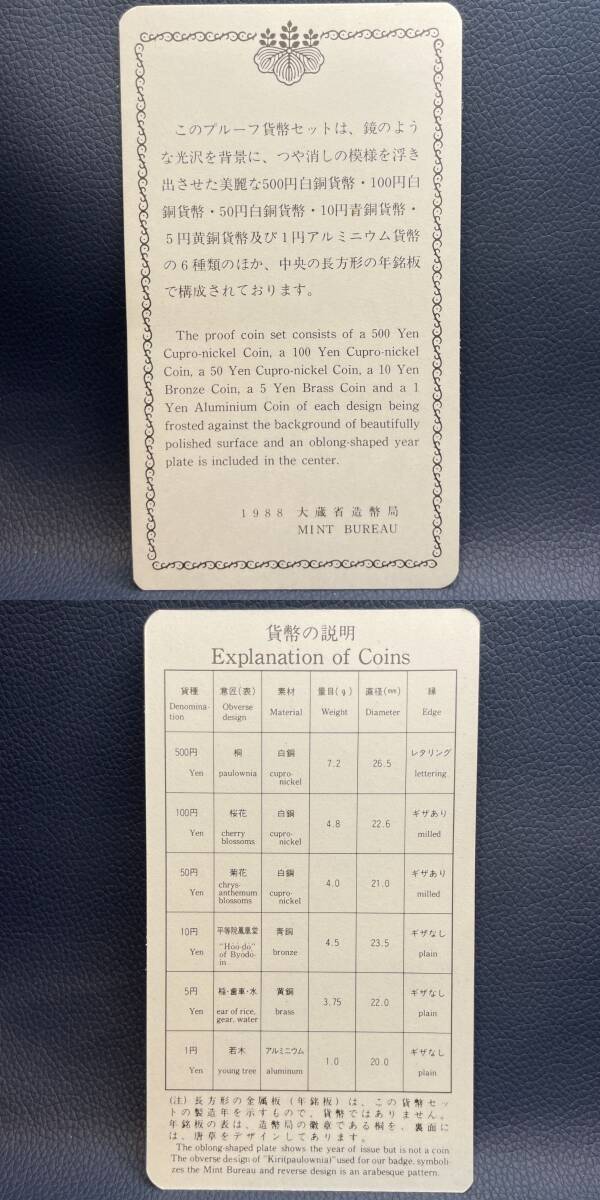 このプルーフ貨幣セットは、鏡のよう
な光沢を背景に、つや消しの模様を浮き
出させた美麗な500円白銅貨幣・100円白
銅貨幣・50円白銅貨幣・10円青銅貨幣・
5円黄銅貨幣及び1円アルミニウム貨幣
の6種類のほか、中央の長方形の年銘板
で構成されております。
The proof coin set consists of a 500 Yen
Cupro-nickel Coin, a 100 Yen Cupro-nickel
Coin, a 50 Yen Cupro-nickel Coin, a 10 Yen
Bronze Coin, a 5 Yen Brass Coin and a 1
Yen Aluminium Coin of each design being
frosted against the background of beautifully
polished surface and an oblong-shaped year
plate is included in the center.
1988 大蔵省造幣局
MINT BUREAU
貨幣の説明
Explanation of Coins
貨種 意匠(表) 素材 量目(g) 直径(mm) 縁
Denomina-tion Obverse design Material Weight Diameter Edge
500円 桐 白銅 7.2 26.5 レタリング
Yen paulownia cupro-nickel lettering
100円 桜花 白銅 4.8 22.6 ギザあり
Yen cherry blossoms cupro-nickel milled
50円 菊花 白銅 4.0 21.0 ギザあり
Yen chrys-anthemum blossoms cupro-nickel milled
10円 平等院鳳凰堂 青銅 4.5 23.5 ギザなし
Yen "Hoo-do" of Byodo-in bronze plain
5円 稲・歯車・水 黄銅 3.75 22.0 ギザなし
Yen ear of rice, gear, water brass plain
1円 若木 アルミニウム 1.0 20.0 ギザなし
Yen young tree aluminum plain
(注) 長方形の金属板(年銘板)は、この貨幣セッ
トの製造年を示すもので、貨幣ではありません。
年銘板の表は、造幣局の徽章である桐を、裏面に
は、唐草をデザインしてあります。
The oblong-shaped plate shows the year of issue but is not a coin
The obverse design of "Kiri(paulownia)"used for our badge, symboli-
zes the Mint Bureau and reverse design is an arabesque pattern.